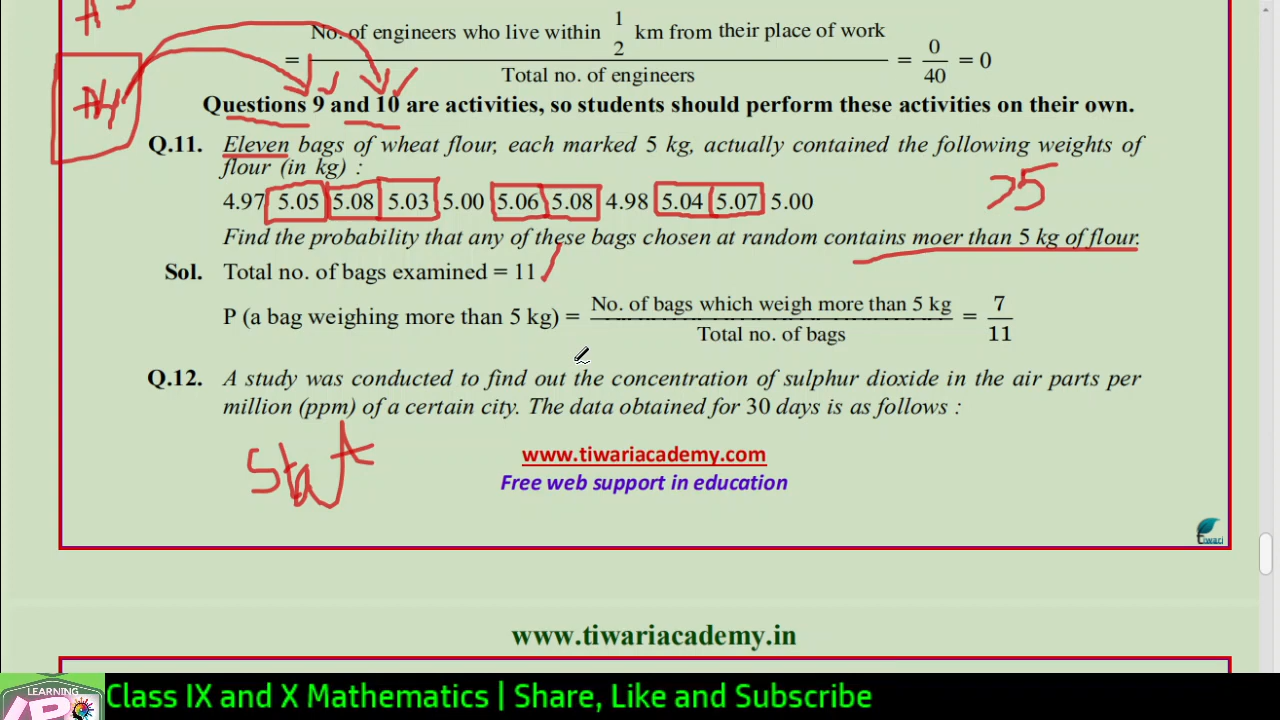 No. of engineers who live within 1/2 km from their place of work
= ――― = 0/40 = 0
Total no. of engineers
Questions 9 and 10 are activities, so students should perform these activities on their own.
Q.11. Eleven bags of wheat flour, each marked 5 kg, actually contained the following weights of
flour (in kg) :
>5
4.97 5.05 5.08 5.03 5.00 5.06 5.08 4.98 5.04 5.07 5.00
Find the probability that any of these bags chosen at random contains moer than 5 kg of flour.
Sol. Total no. of bags examined = 11
No. of bags which weigh more than 5 kg
P (a bag weighing more than 5 kg) = ――― = 7/11
Total no. of bags
Q.12. A study was conducted to find out the concentration of sulphur dioxide in the air parts per
million (ppm) of a certain city. The data obtained for 30 days is as follows :
Stat
www.tiwariacademy.com
Free web support in education
Tiwari
www.tiwariacademy.in
LEARNING
Class IX and X Mathematics | Share, Like and Subscribe